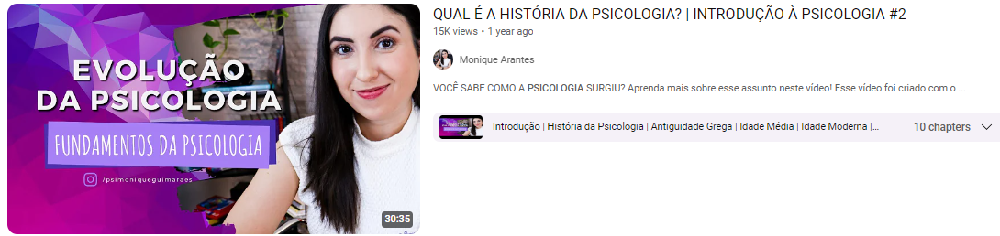 EVOLUÇÃO
DA PSICOLOGIA
FUNDAMENTOS DA PSICOLOGIA
/psimoniqueguimaraes
30:35
QUAL É A HISTÓRIA DA PSICOLOGIA? | INTRODUÇÃO À PSICOLOGIA #2
15K views • 1 year ago
Monique Arantes
VOCÊ SABE COMO A PSICOLOGIA SURGIU? Aprenda mais sobre esse assunto neste vídeo! Esse vídeo foi criado com o ...
Introdução | História da Psicologia | Antiguidade Grega | Idade Média | Idade Moderna |...
10 chapters